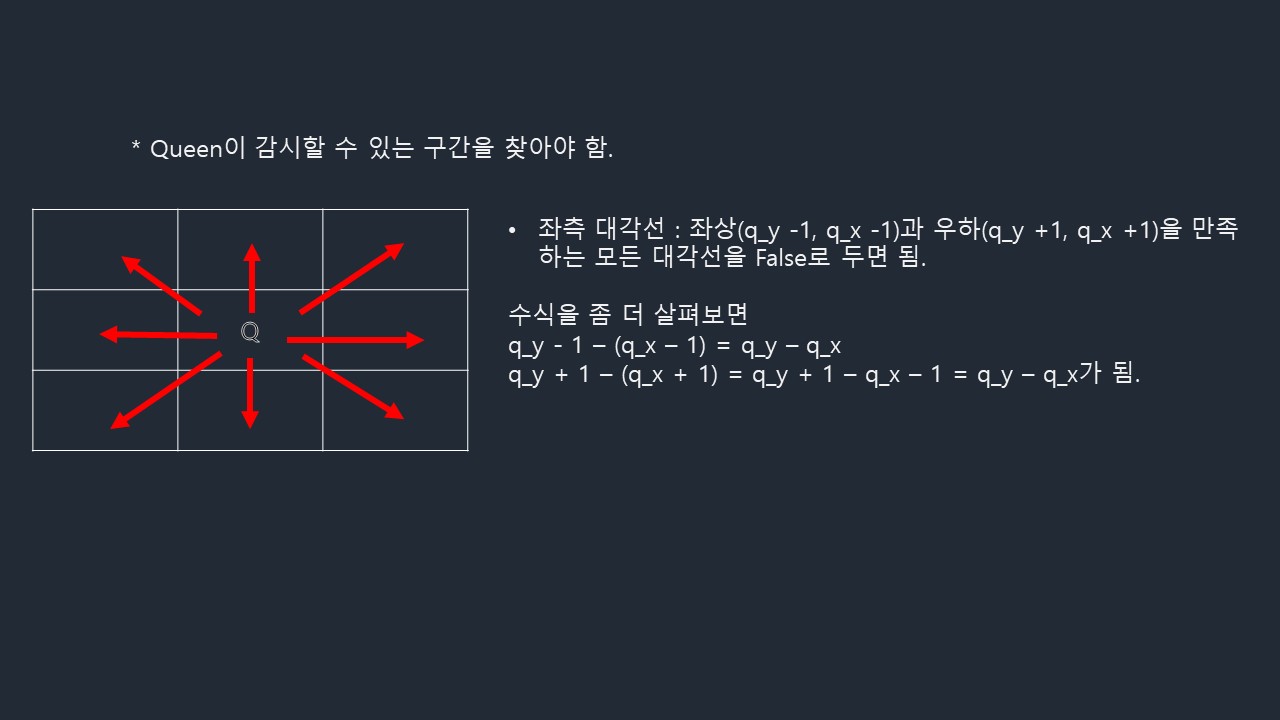 * Queen이 감시할 수 있는 구간을 찾아야 함.
• 좌측 대각선 : 좌상(q_y -1, q_x -1)과 우하(q_y +1, q_x +1)을 만족
하는 모든 대각선을 False로 두면 됨.
수식을 좀 더 살펴보면
q_y - 1 – (q_x – 1) = q_y – q_x
q_y + 1 – (q_x + 1) = q_y + 1 – q_x – 1 = q_y – q_x가 됨.
Q